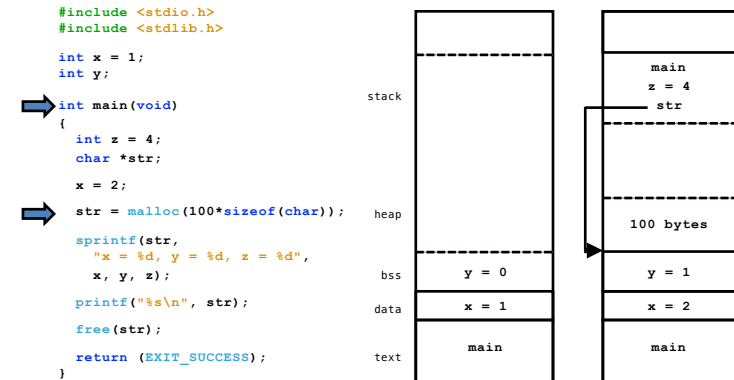 #include <stdio.h>
#include <stdlib.h>
int x = 1;
int y;
int main(void)
{
int z = 4;
char *str;
x = 2;
str = malloc(100*sizeof(char));
sprintf(str,
"x = %d, y = %d, z = %d",
x, y, z);
printf("%s\n", str);
free(str);
return (EXIT_SUCCESS);
}
stack
heap
bss
data
text
y = 0
x = 1
main
main
z = 4
str
100 bytes
y = 1
x = 2
main